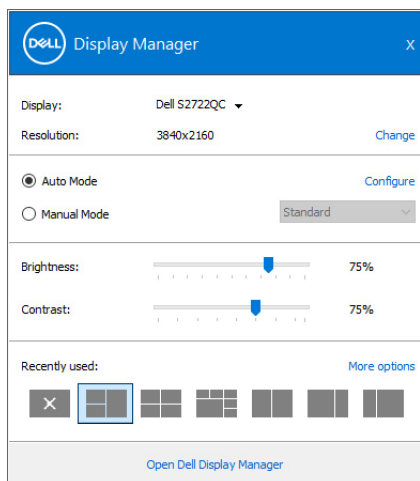 DELL Display Manager X
Display: Dell S2722QC
Resolution: 3840x2160 Change
Auto Mode Configure
Manual Mode Standard
Brightness: 75%
Contrast: 75%
Recently used: More options
Open Dell Display Manager